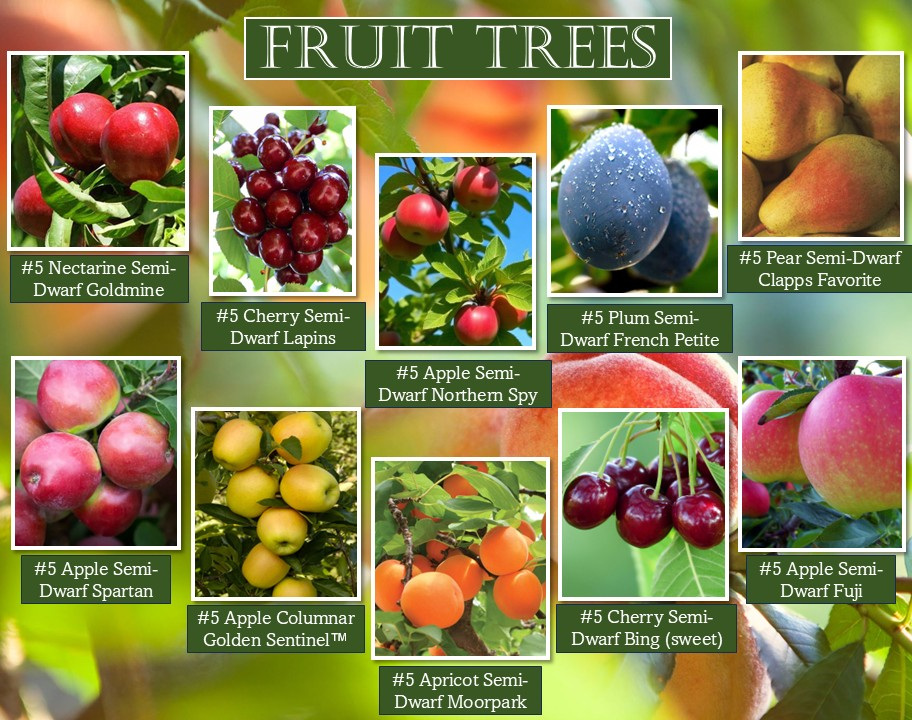 FRUIT TREES
#5 Nectarine Semi-
Dwarf Goldmine
#5 Cherry Semi-
Dwarf Lapins
#5 Apple Semi-
Dwarf Northern Spy
#5 Plum Semi-
Dwarf French Petite
#5 Pear Semi-Dwarf
Clapps Favorite
#5 Apple Semi-
Dwarf Spartan
#5 Apple Columnar
Golden Sentinel™
#5 Apricot Semi-
Dwarf Moorpark
#5 Cherry Semi-
Dwarf Bing (sweet)
#5 Apple Semi-
Dwarf Fuji